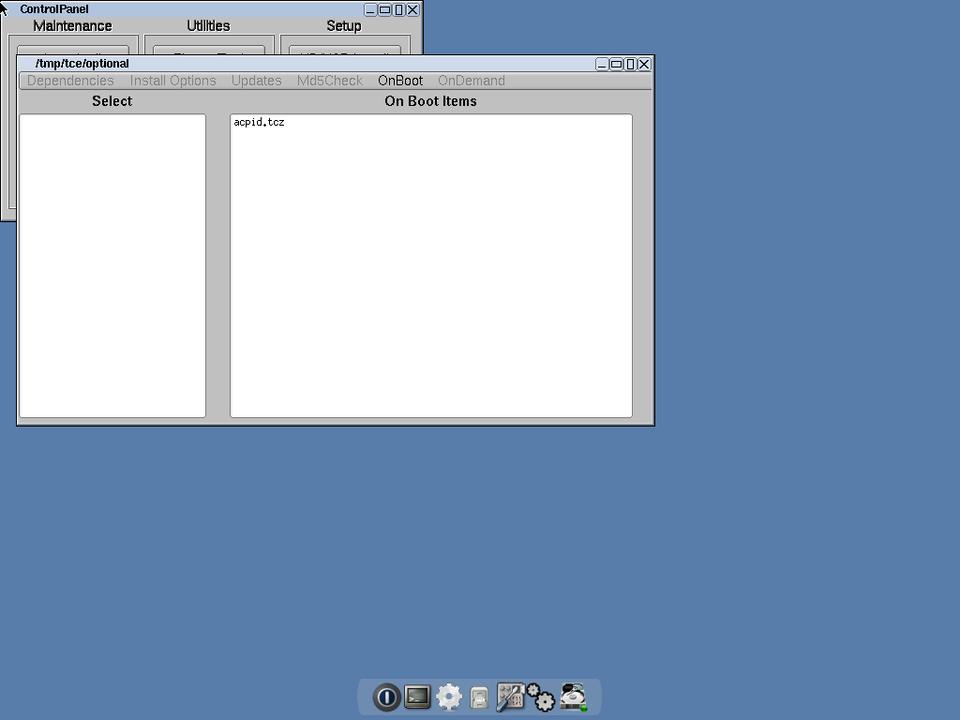 ControlPanel
Maintenance Utilities Setup
/tmp/tce/optional
Dependencies Install Options Updates Md5Check OnBoot OnDemand
Select On Boot Items
acpid.tcz